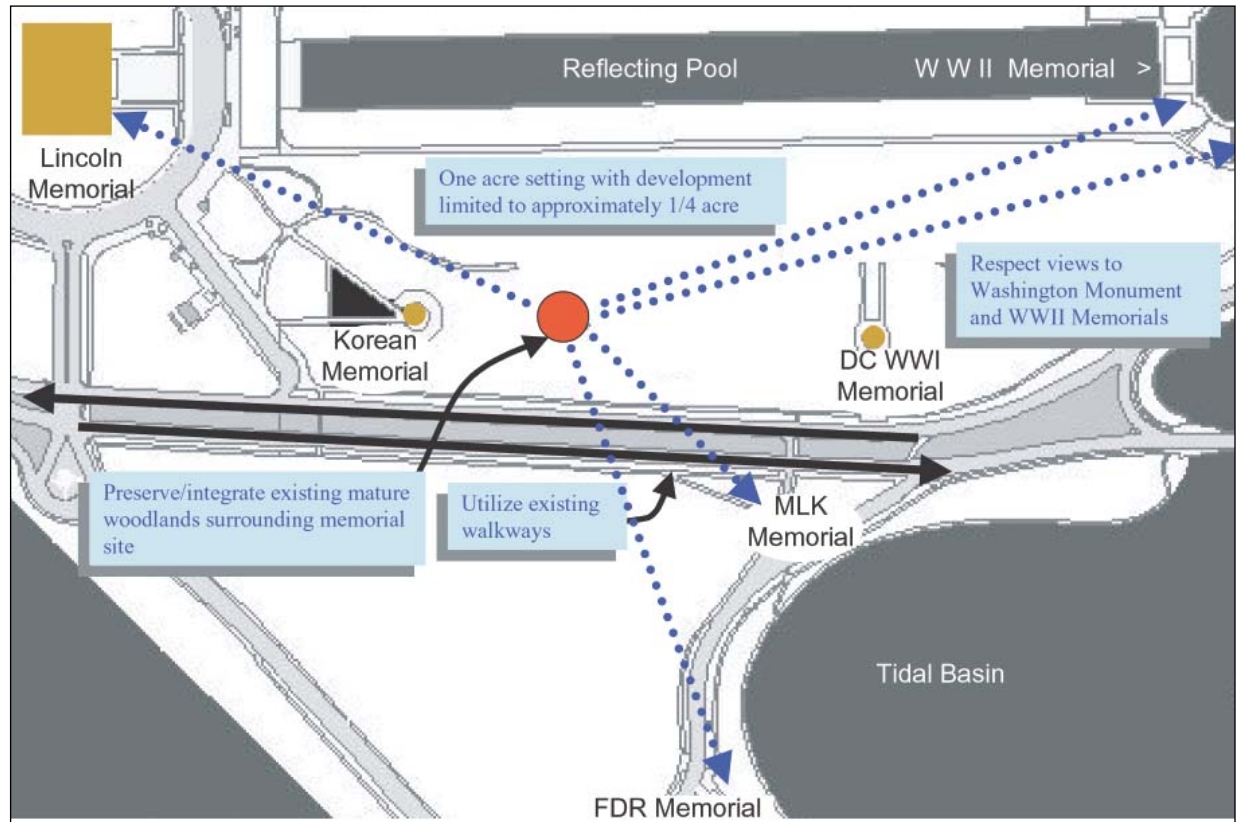 Reflecting Pool
W W II Memorial >
Lincoln
Memorial
One acre setting with development
limited to approximately 1/4 acre
Respect views to
Washington Monument
and WWII Memorials
Korean
Memorial
DC WWI
Memorial
Preserve/integrate existing mature
woodlands surrounding memorial
site
Utilize existing
walkways
MLK
Memorial
Tidal Basin
FDR Memorial